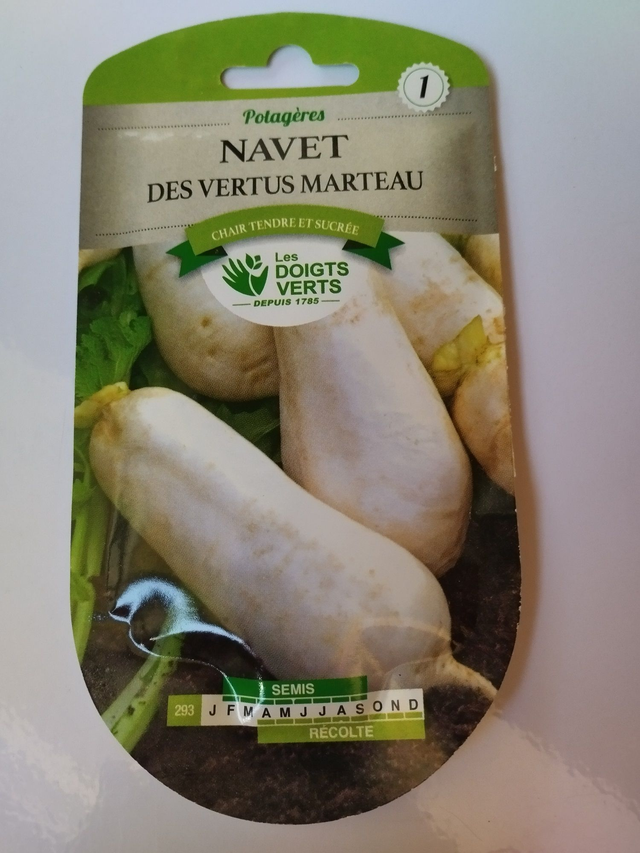 1
Potagères
NAVET
DES VERTUS MARTEAU
CHAIR TENDRE ET SUCRÉE
Les
DOIGTS
VERTS
DEPUIS 1785
SEMIS
293 J F M A M J J A S O N D
RÉCOLTE